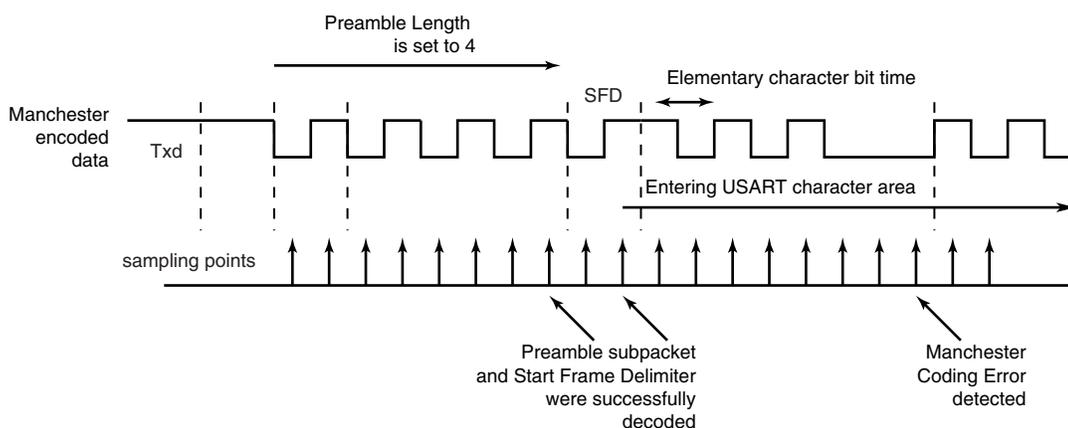 Preamble Length
is set to 4
Elementary character bit time
SFD
Manchester
encoded
data
Txd
Entering USART character area
sampling points
Preamble subpacket
and Start Frame Delimiter
were successfully
decoded
Manchester
Coding Error
detected